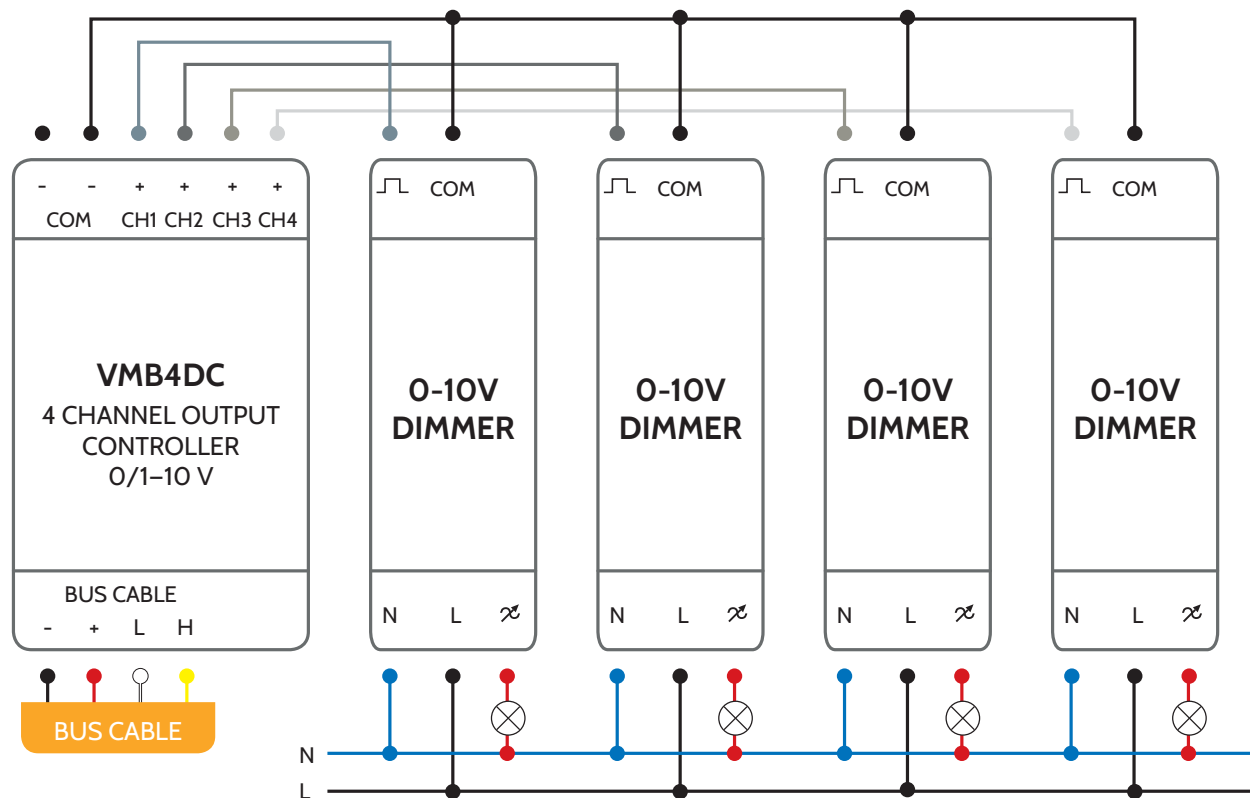 - - + + + +
COM CH1 CH2 CH3 CH4
COM
COM
COM
COM
VMB4DC
4 CHANNEL OUTPUT
CONTROLLER
0/1–10 V
0-10V
DIMMER
0-10V
DIMMER
0-10V
DIMMER
0-10V
DIMMER
BUS CABLE
- + L H
BUS CABLE
N L
N L
N L
N L
N
L